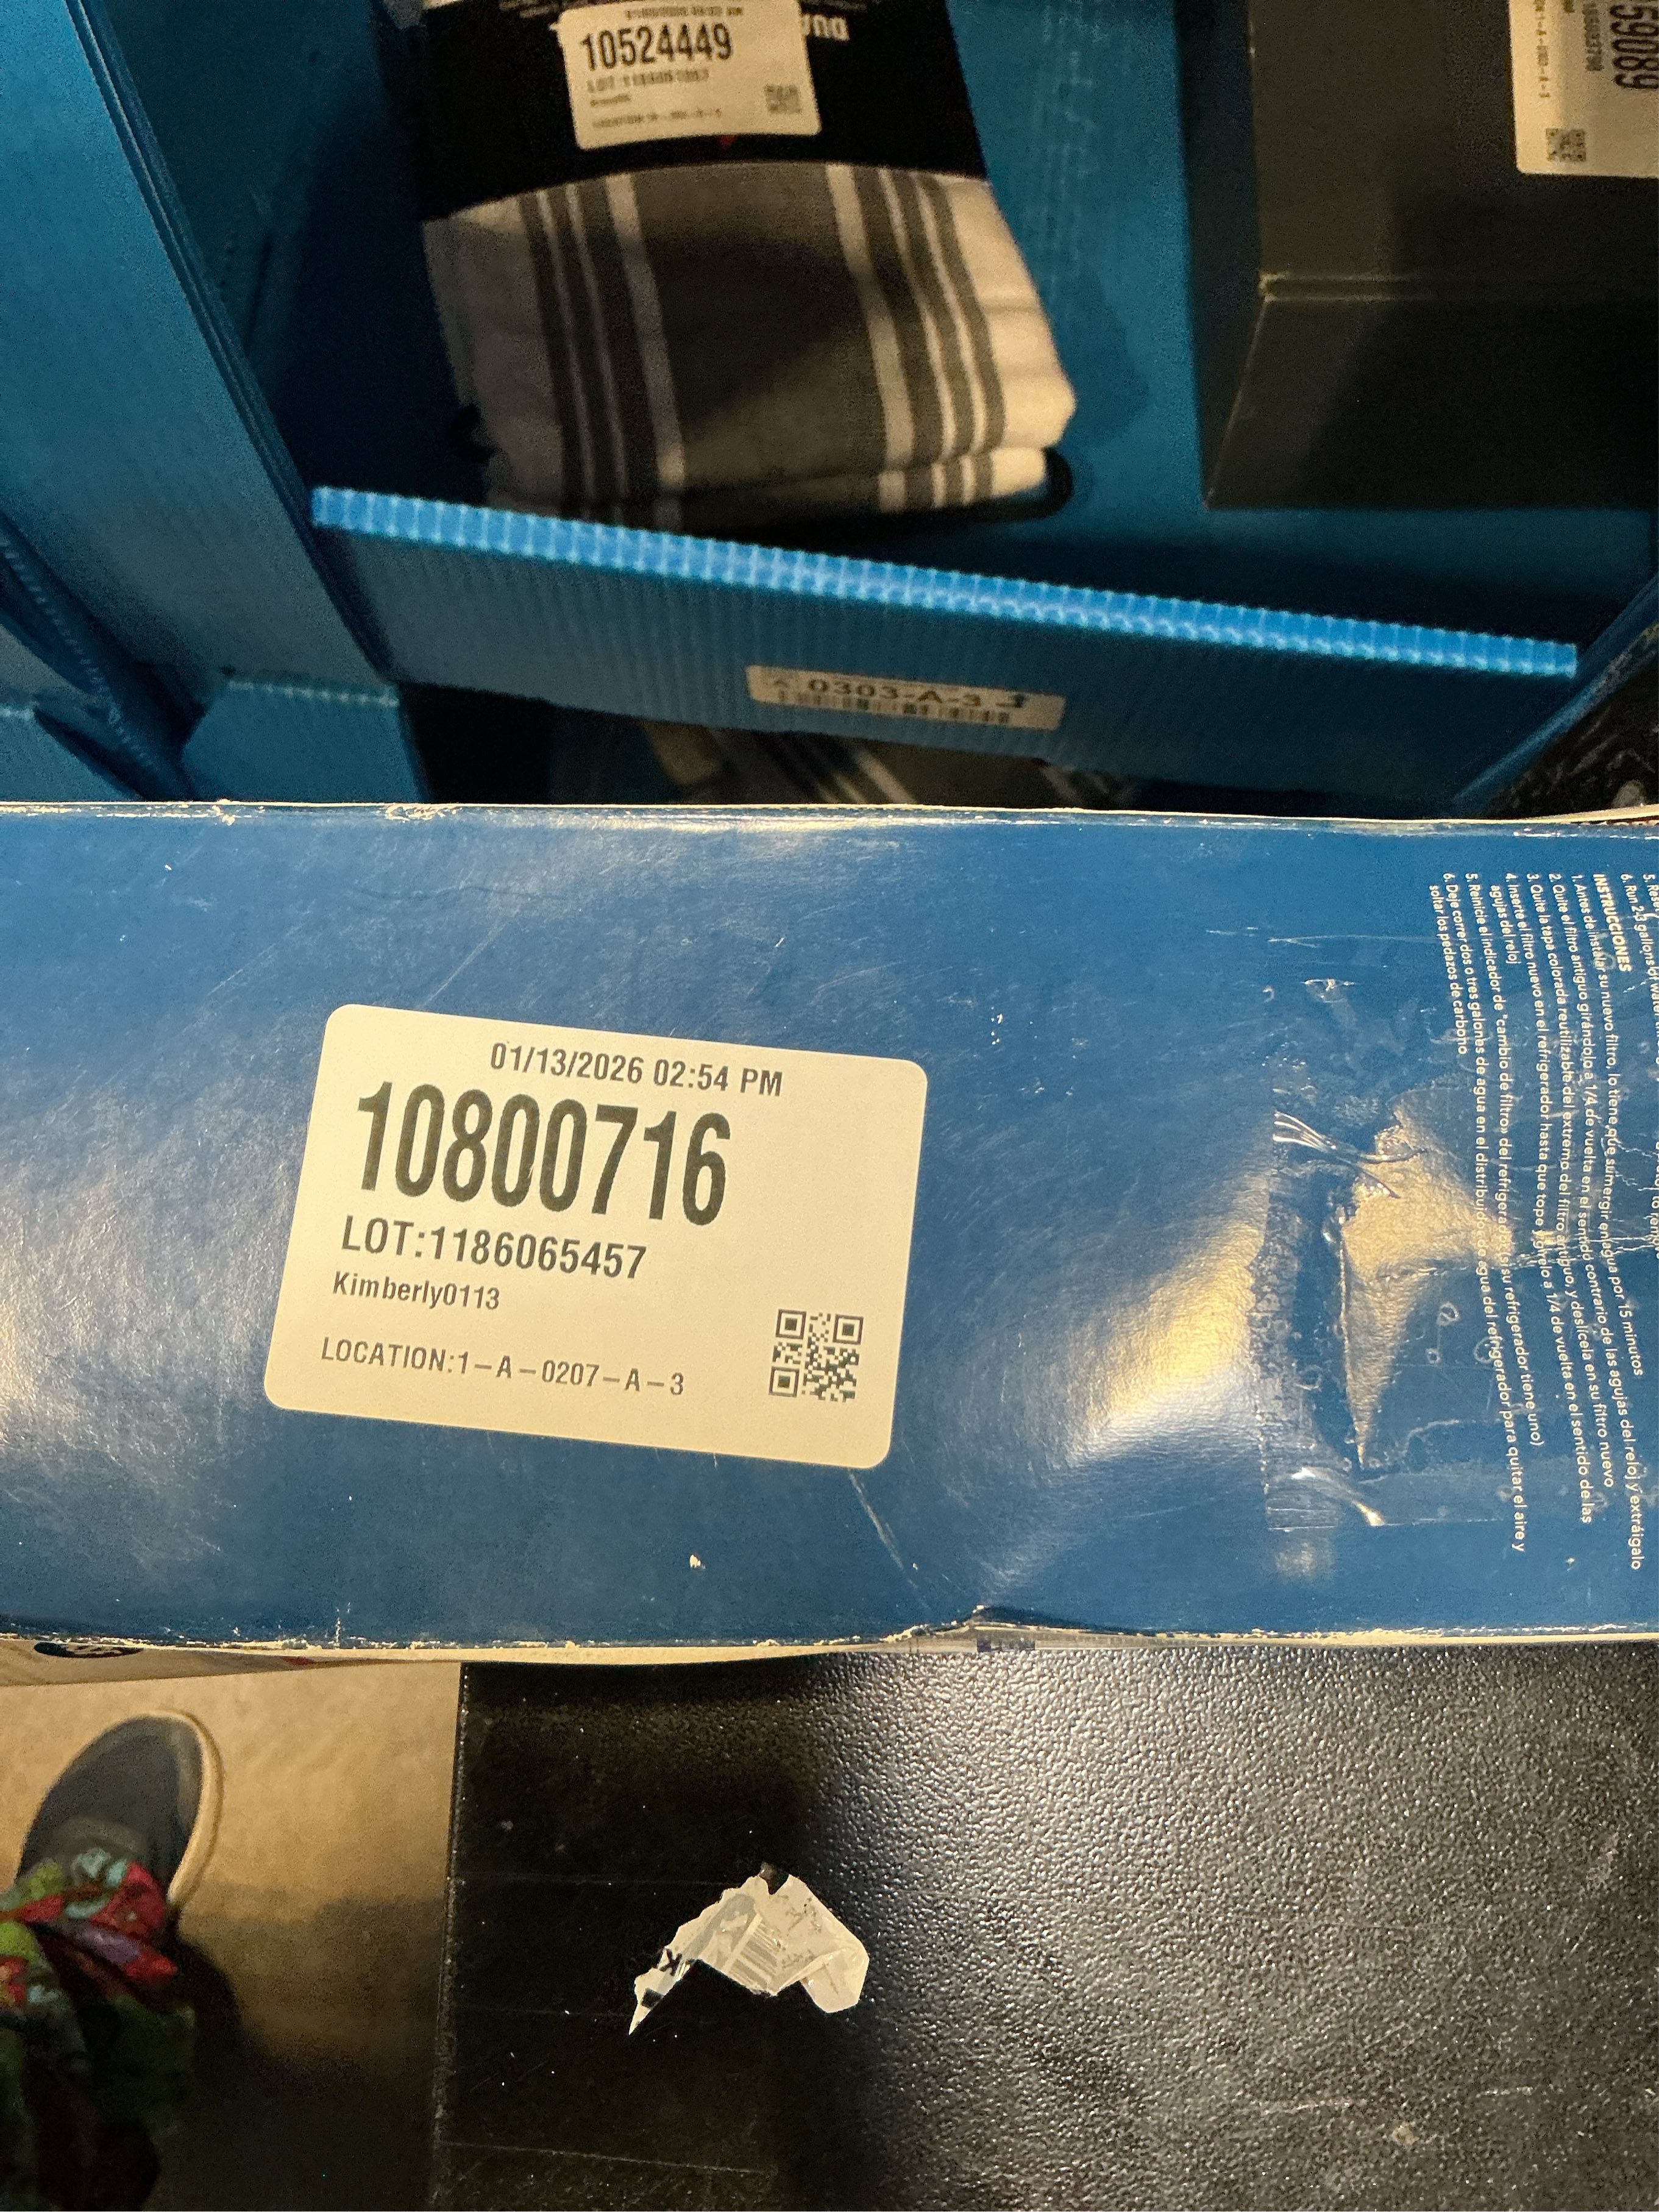 10524449
59089
0303-A-3
01/13/2026 02:54 PM
10800716
LOT:1186065457
Kimberly0113
LOCATION:1-A-0207-A-3
INSTRUCCIONES
1. Antes de instalar su nuevo filtro, lo tiene que sumergir en agua por 15 minutos
2. Quite el filtro antiguo girándolo a 1/4 de vuelta en el sentido contrario de las agujas del reloj y extráigalo
3. Quite la tapa colorada reutilizable del extremo del filtro antiguo, y deslícela en su filtro nuevo
4. Inserte el filtro nuevo en el refrigerador hasta que tope y gírelo a 1/4 de vuelta en el sentido de las
agujas del reloj
5. Reinicie el indicador de "cambio de filtro" del refrigerador (si su refrigerador tiene uno)
6. Deje correr dos o tres galones de agua en el distribuidor de agua del refrigerador para quitar el aire y
soltar los pedazos de carbono